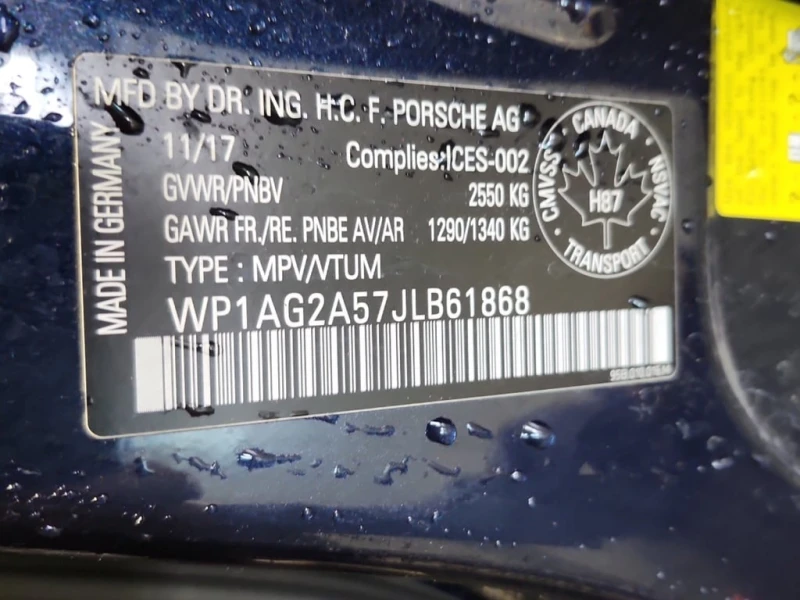 MFD BY DR. ING. H.C. F. PORSCHE AG
11/17 Complies:ICES-002
GVWR/PNBV 2550 KG
GAWR FR./RE. PNBE AV/AR 1290/1340 KG
TYPE : MPV/VTUM
WP1AG2A57JLB61868
MADE IN GERMANY
CANADA
CMVSS
NSVAC
H87
TRANSPORT